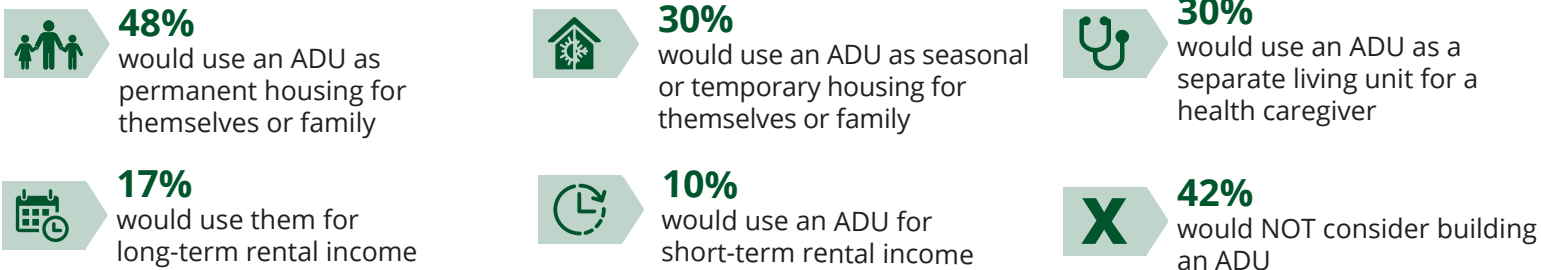 48%
would use an ADU as
permanent housing for
themselves or family
30%
would use an ADU as seasonal
or temporary housing for
themselves or family
30%
would use an ADU as a
separate living unit for a
health caregiver
17%
would use them for
long-term rental income
10%
would use an ADU for
short-term rental income
X
42%
would NOT consider building
an ADU